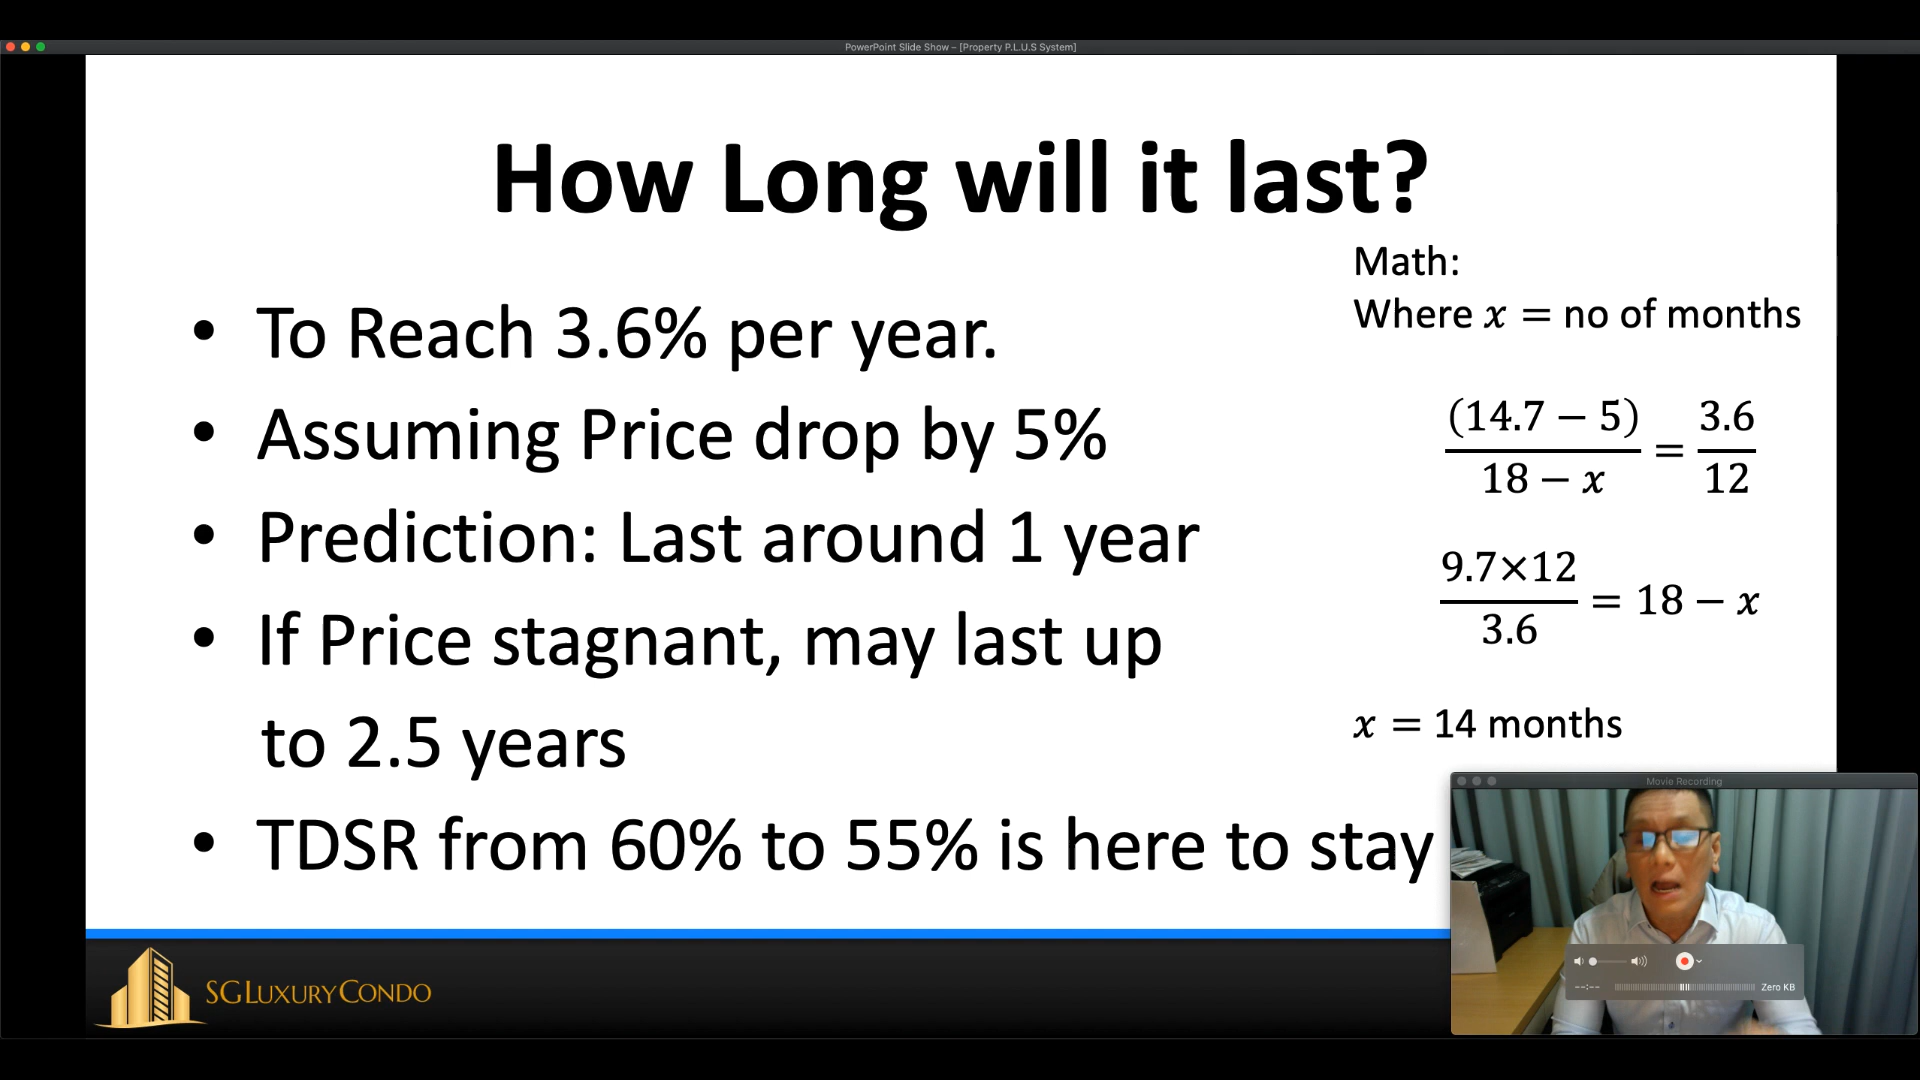 PowerPoint Slide Show – [Property P.L.U.S System]
How Long will it last?
Math:
Where x = no of months
• To Reach 3.6% per year.
• Assuming Price drop by 5%
• Prediction: Last around 1 year
• If Price stagnant, may last up
to 2.5 years
• TDSR from 60% to 55% is here to stay
(14.7 − 5) / 18 − x = 3.6 / 12
9.7×12 / 3.6 = 18 − x
x = 14 months
Movie Recording
--:--
Zero KB
SGLUXURYCONDO